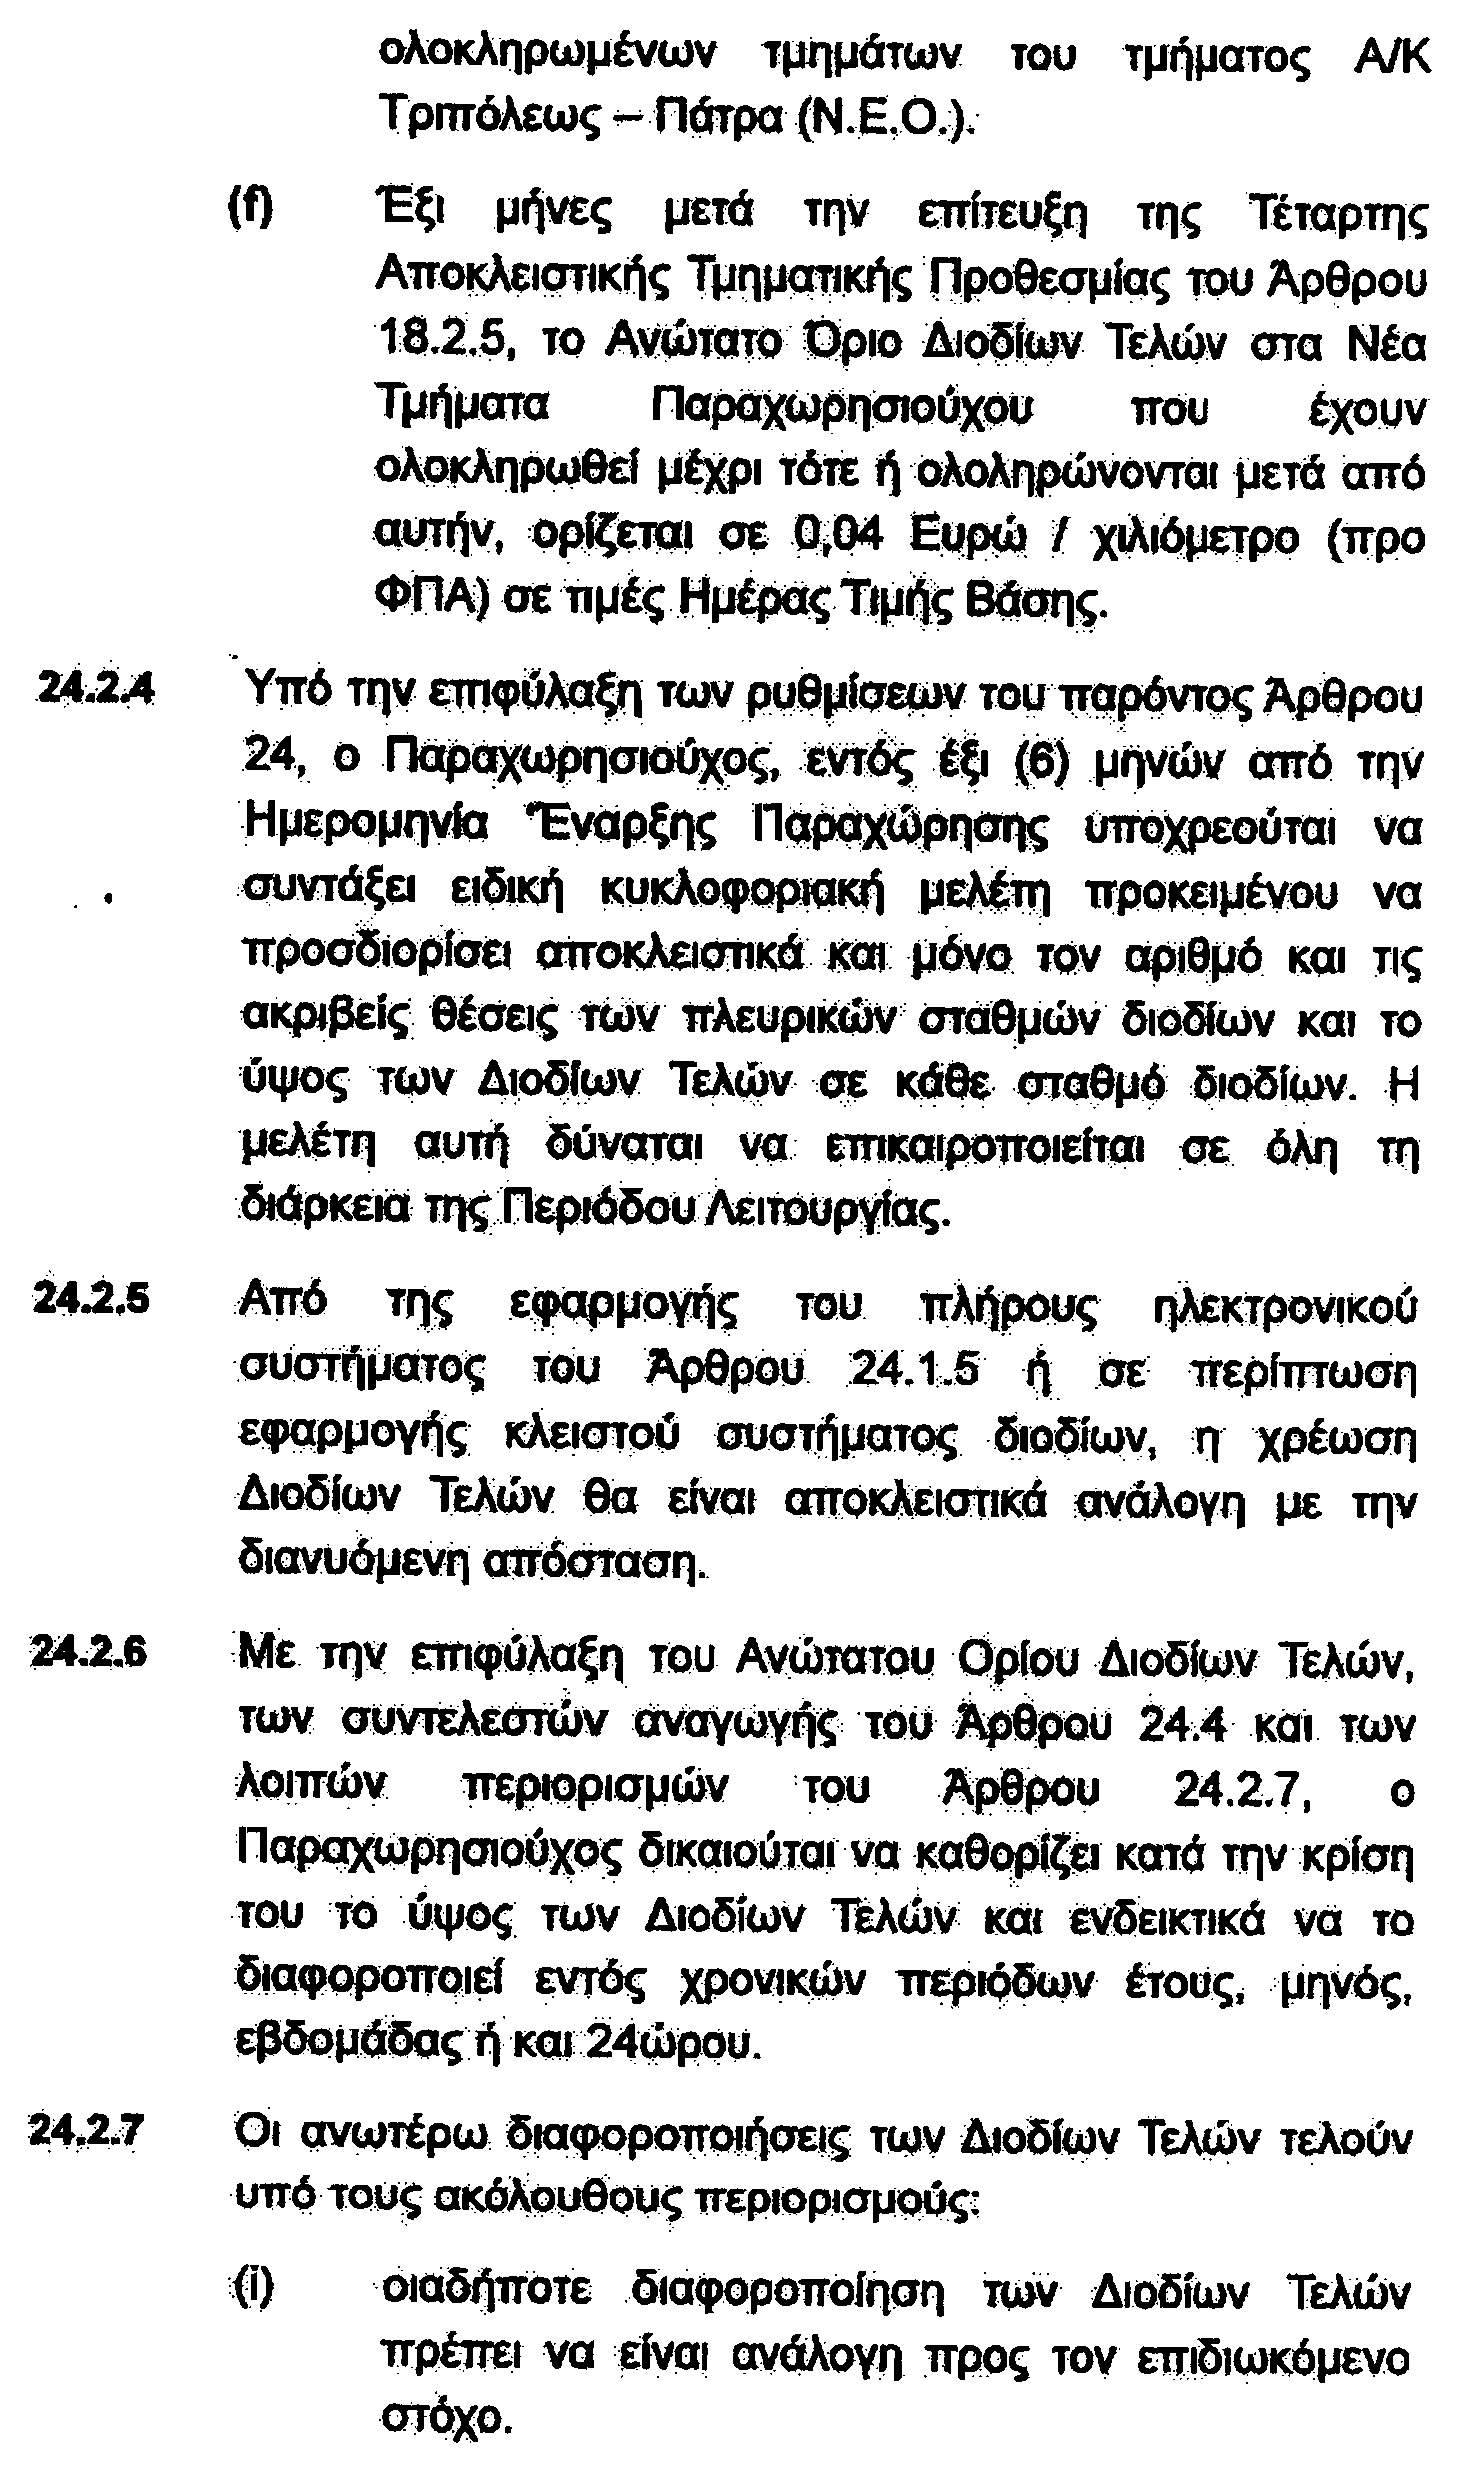 ολοκληρωμένων τμημάτων του τμήματος Α/Κ
Τριπόλεως – Πάτρα (Ν.Ε.Ο.).
(f) Έξι μήνες μετά την επίτευξη της Τέταρτης
Αποκλειστικής Τμηματικής Προθεσμίας του Άρθρου
18.2.5, το Ανώτατο Όριο Διοδίων Τελών στα Νέα
Τμήματα Παραχωρησιούχου που έχουν
ολοκληρωθεί μέχρι τότε ή ολοληρώνονται μετά από
αυτήν, ορίζεται σε 0,04 Ευρώ / χιλιόμετρο (προ
ΦΠΑ) σε τιμές Ημέρας Τιμής Βάσης.
24.2.4 Υπό την επιφύλαξη των ρυθμίσεων του παρόντος Άρθρου
24, ο Παραχωρησιούχος, εντός έξι (6) μηνών από την
Ημερομηνία Έναρξης Παραχώρησης υποχρεούται να
συντάξει ειδική κυκλοφοριακή μελέτη προκειμένου να
προσδιορίσει αποκλειστικά και μόνο τον αριθμό και τις
ακριβείς θέσεις των πλευρικών σταθμών διοδίων και το
ύψος των Διοδίων Τελών σε κάθε σταθμό διοδίων. Η
μελέτη αυτή δύναται να επικαιροποιείται σε όλη τη
διάρκεια της Περιόδου Λειτουργίας.
24.2.5 Από της εφαρμογής του πλήρους ηλεκτρονικού
συστήματος του Άρθρου 24.1.5 ή σε περίπτωση
εφαρμογής κλειστού συστήματος διοδίων, η χρέωση
Διοδίων Τελών θα είναι αποκλειστικά ανάλογη με την
διανυόμενη απόσταση.
24.2.6 Με την επιφύλαξη του Ανώτατου Ορίου Διοδίων Τελών,
των συντελεστών αναγωγής του Άρθρου 24.4 και των
λοιπών περιορισμών του Άρθρου 24.2.7, ο
Παραχωρησιούχος δικαιούται να καθορίζει κατά την κρίση
του το ύψος των Διοδίων Τελών και ενδεικτικά να το
διαφοροποιεί εντός χρονικών περιόδων έτους, μηνός,
εβδομάδας ή και 24ώρου.
24.2.7 Οι ανωτέρω διαφοροποιήσεις των Διοδίων Τελών τελούν
υπό τους ακόλουθους περιορισμούς:
(i) οιαδήποτε διαφοροποίηση των Διοδίων Τελών
πρέπει να είναι ανάλογη προς τον επιδιωκόμενο
στόχο.